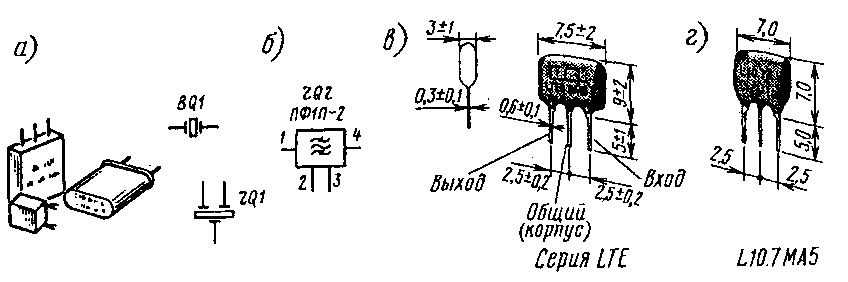 а)
BQ1
ZQ1
б)
ZQ2
ПФ1П-2
1
4
2
3
в)
3±1
0,3±0,1
7,5±2
9±2
0,6±0,1
5±1
2,5±0,2
2,5±0,2
Выход
Вход
Общий
(корпус)
Серия LTE
г)
7,0
7,0
5,0
2,5
2,5
L10.7MA5